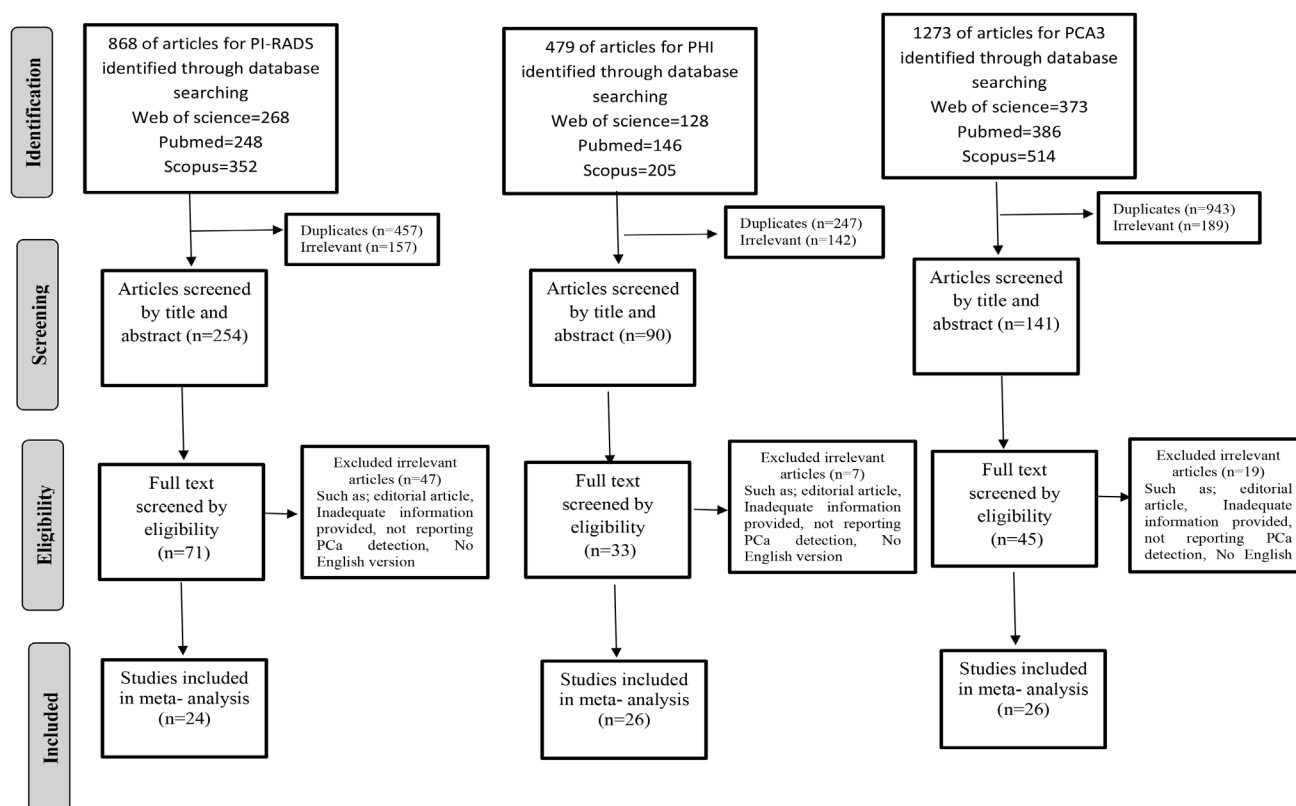 Identification
868 of articles for PI-RADS
identified through database
searching
Web of science=268
Pubmed=248
Scopus=352
479 of articles for PHI
identified through database
searching
Web of science=128
Pubmed=146
Scopus=205
1273 of articles for PCA3
identified through database
searching
Web of science=373
Pubmed=386
Scopus=514
Duplicates (n=457)
Irrelevant (n=157)
Duplicates (n=247)
Irrelevant (n=142)
Duplicates (n=943)
Irrelevant (n=189)
Screening
Articles screened
by title and
abstract (n=254)
Articles screened
by title and
abstract (n=90)
Articles screened
by title and
abstract (n=141)
Eligibility
Full text
screened by
eligibility
(n=71)
Excluded irrelevant
articles (n=47)
Such as; editorial article,
Inadequate information
provided, not reporting
PCa detection, No
English version
Full text
screened by
eligibility
(n=33)
Excluded irrelevant
articles (n=7)
Such as; editorial article,
Inadequate information
provided, not reporting
PCa detection, No
English version
Full text
screened by
eligibility
(n=45)
Excluded irrelevant
articles (n=19)
Such as; editorial
article, Inadequate
information provided,
not reporting PCa
detection, No English
Included
Studies included
in meta- analysis
(n=24)
Studies included
in meta- analysis
(n=26)
Studies included
in meta- analysis
(n=26)